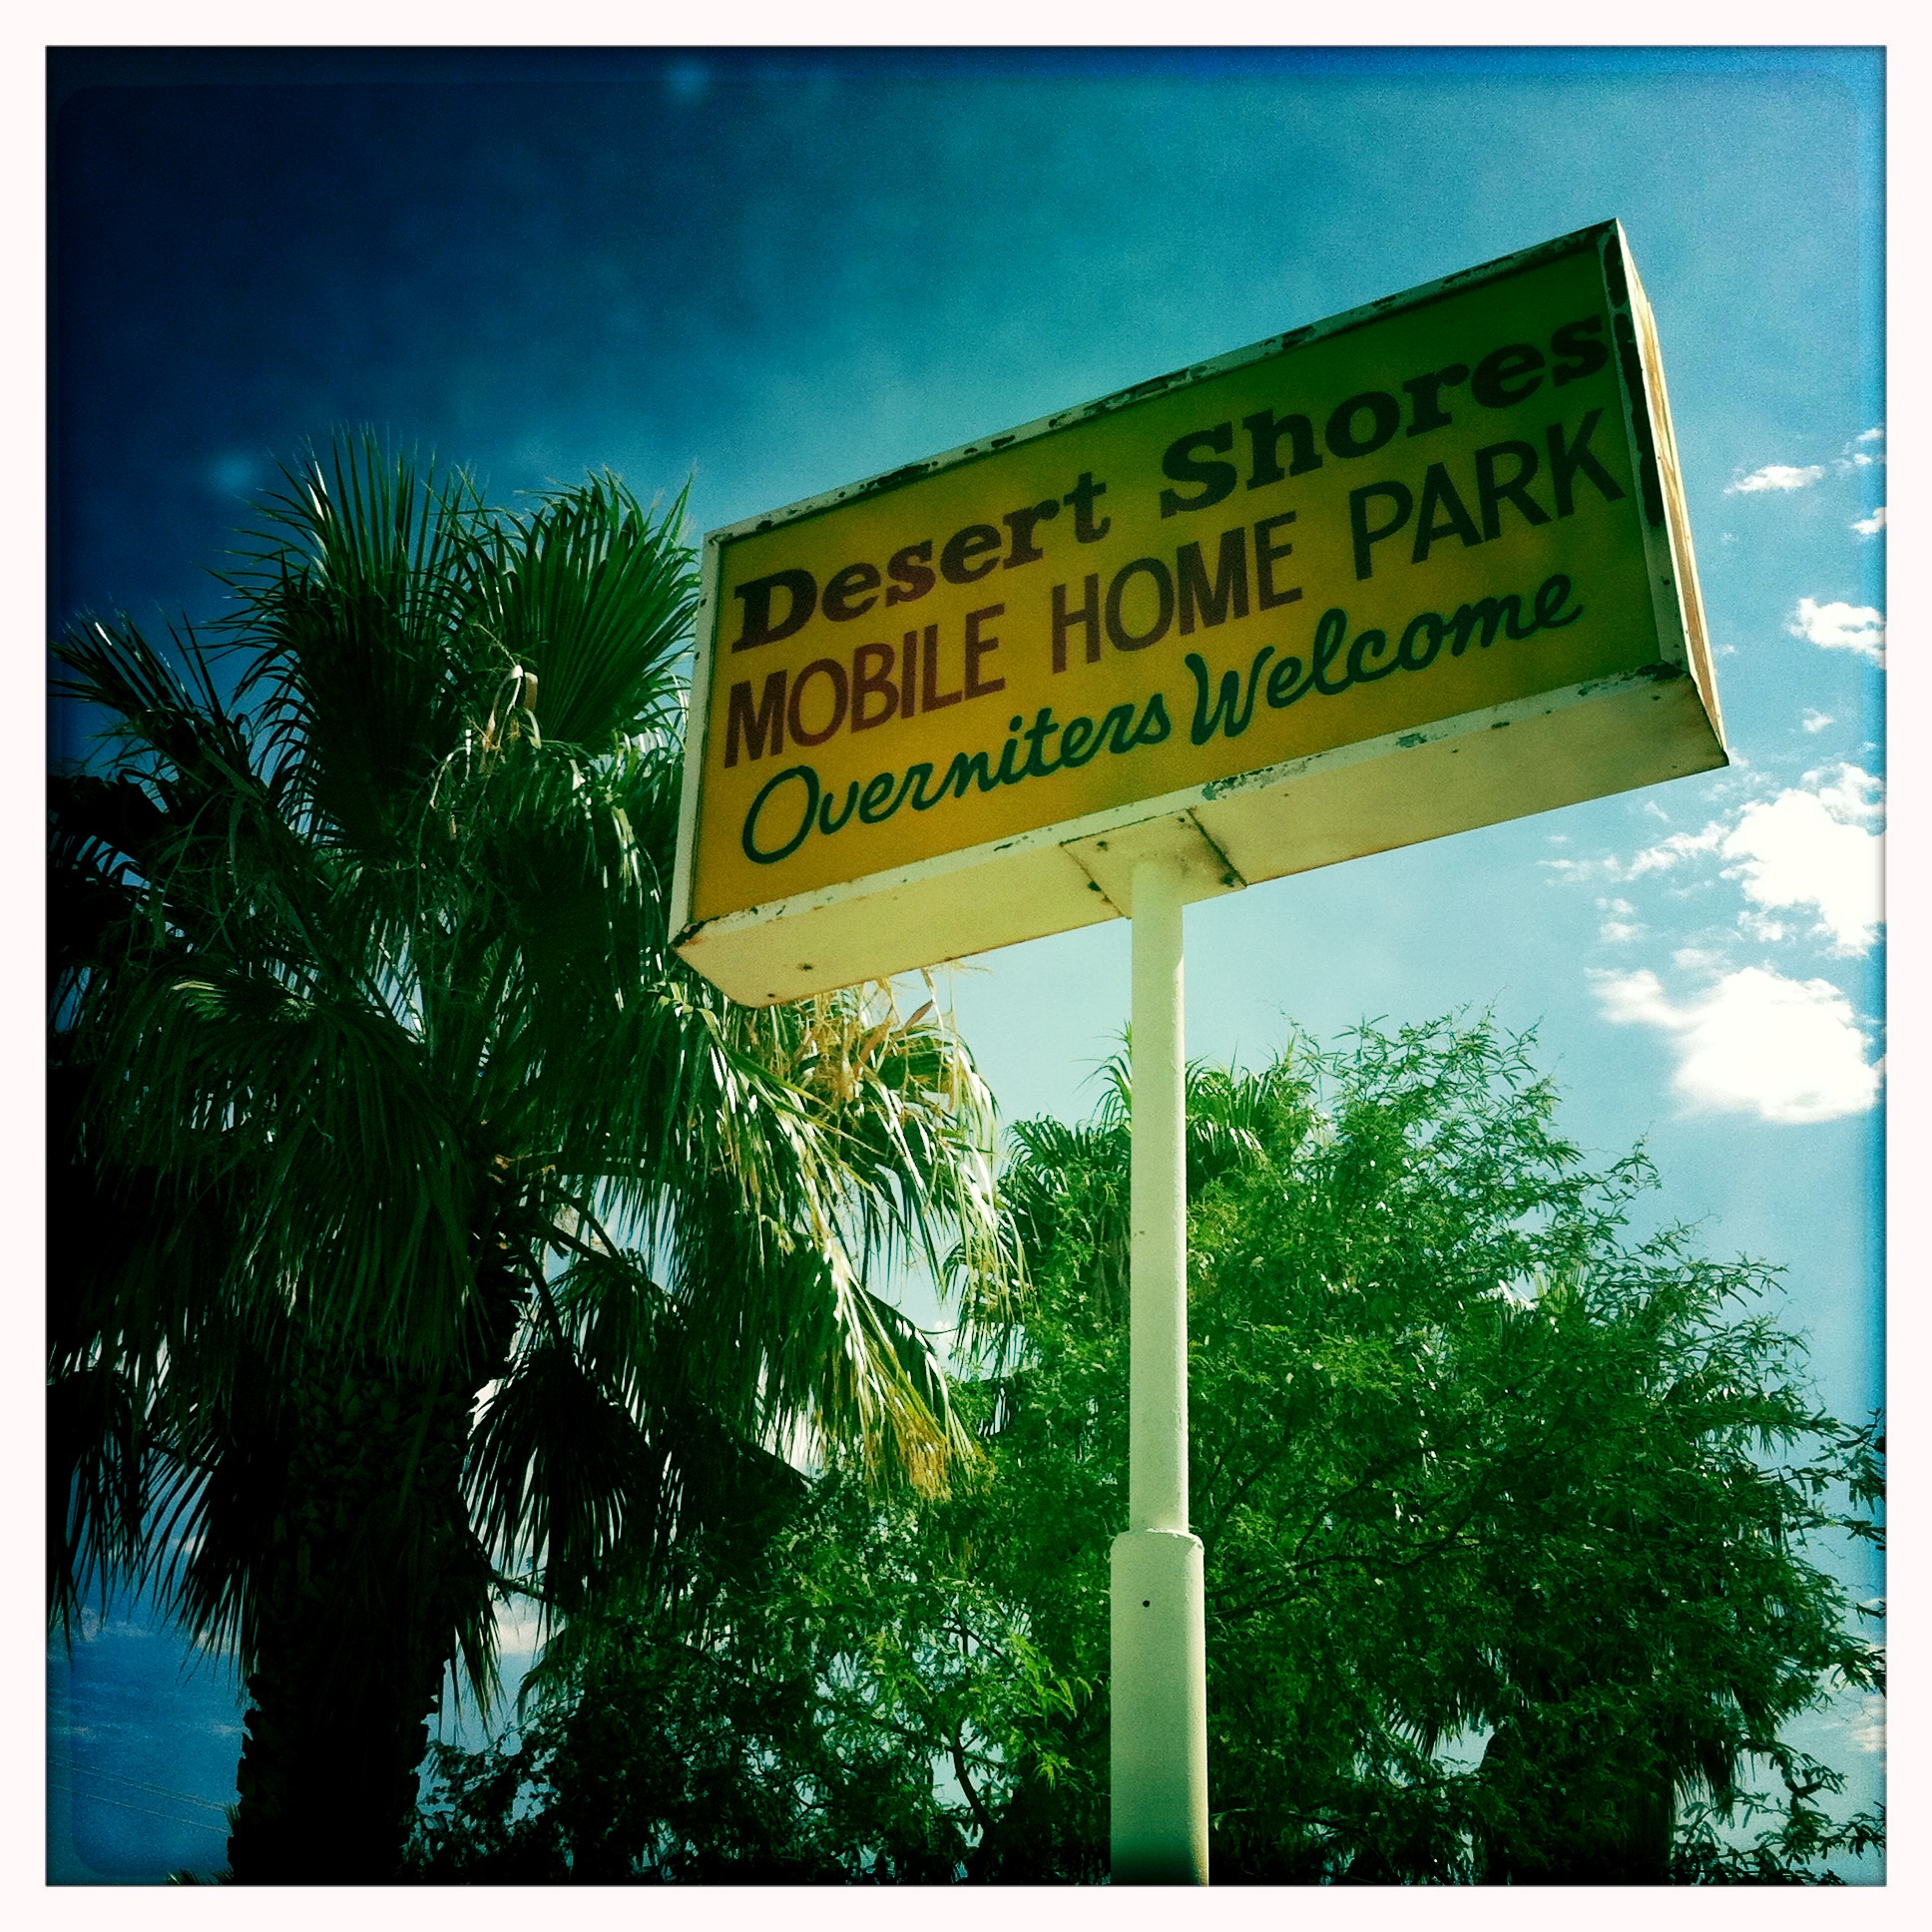 Desert Shores
MOBILE HOME PARK
Overniters Welcome